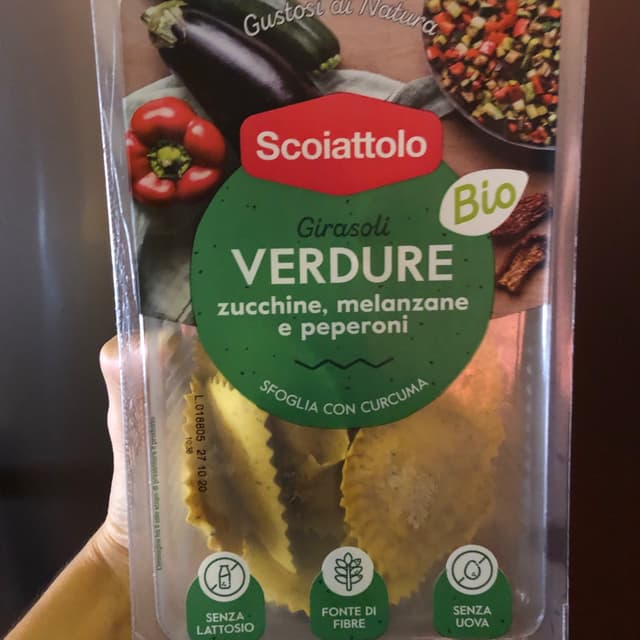 Gustosi di Natura
Scoiattolo
Bio
Girasoli
VERDURE
zucchine, melanzane
e peperoni
SFOGLIA CON CURCUMA
L018805 27 10 20
SENZA
LATTOSIO
FONTE DI
FIBRE
SENZA
UOVA